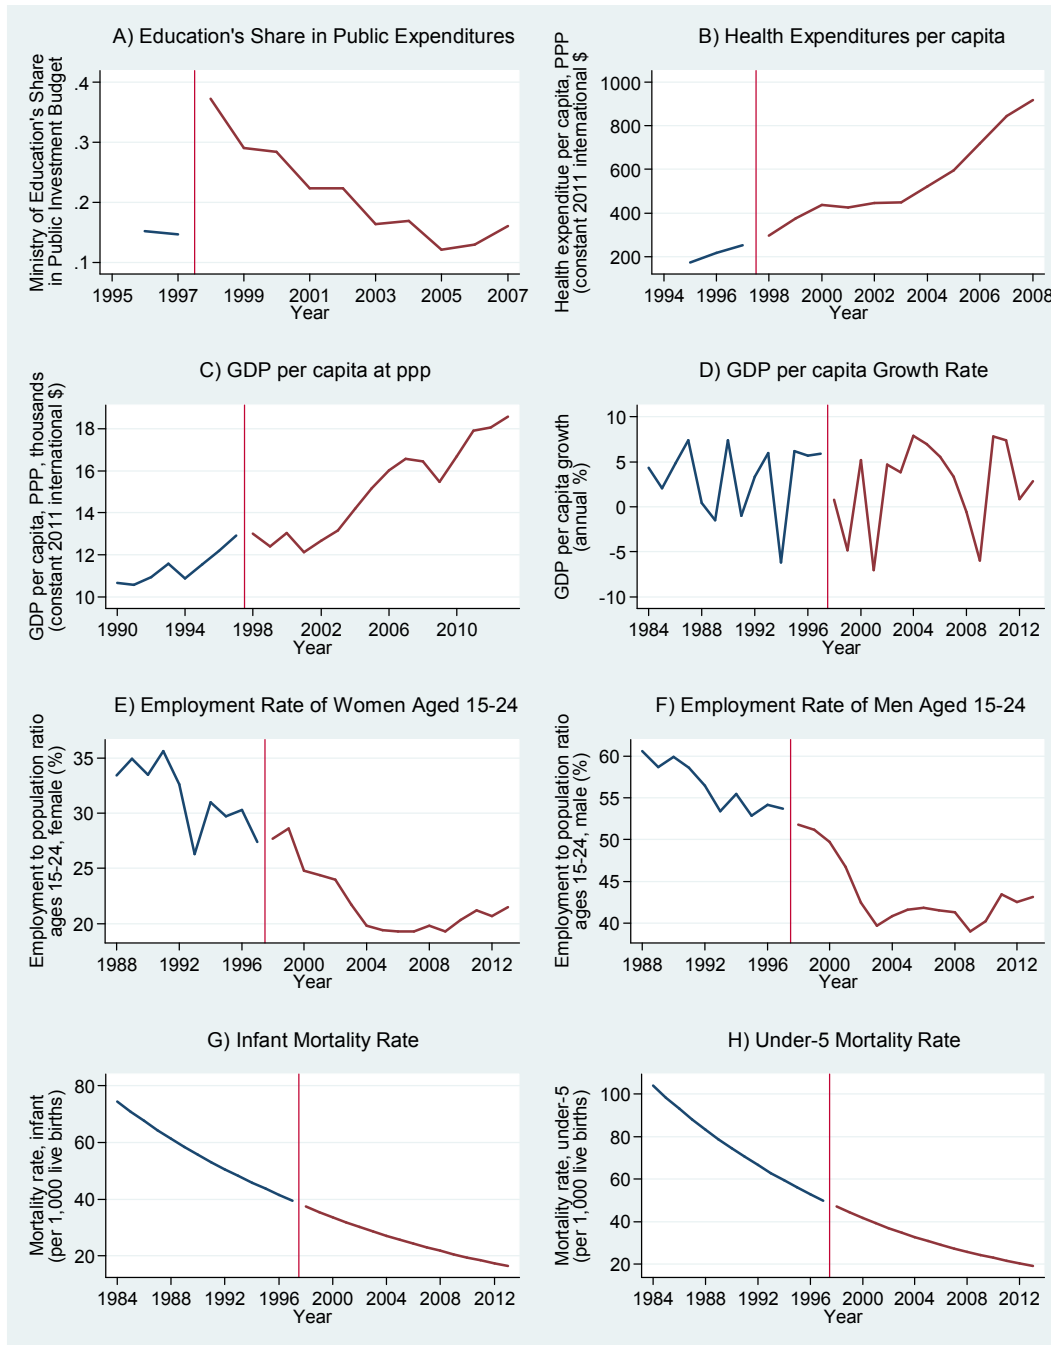 A) Education's Share in Public Expenditures
Ministry of Education's Share
in Public Investment Budget
.4
.3
.2
.1
1995 1997 1999 2001 2003 2005 2007
Year
B) Health Expenditures per capita
Health expenditue per capita, PPP
(constant 2011 international $)
1000
800
600
400
200
1994 1996 1998 2000 2002 2004 2006 2008
Year
C) GDP per capita at ppp
GDP per capita, PPP, thousands
(constant 2011 international $)
18
16
14
12
10
1990 1994 1998 2002 2006 2010
Year
D) GDP per capita Growth Rate
GDP per capita growth
(annual %)
10
5
0
-5
-10
1984 1988 1992 1996 2000 2004 2008 2012
Year
E) Employment Rate of Women Aged 15-24
Employment to population ratio
ages 15-24, female (%)
35
30
25
20
1988 1992 1996 2000 2004 2008 2012
Year
F) Employment Rate of Men Aged 15-24
Employment to population ratio
ages 15-24, male (%)
60
55
50
45
40
1988 1992 1996 2000 2004 2008 2012
Year
G) Infant Mortality Rate
Mortality rate, infant
(per 1,000 live births)
80
60
40
20
1984 1988 1992 1996 2000 2004 2008 2012
Year
H) Under-5 Mortality Rate
Mortality rate, under-5
(per 1,000 live births)
100
80
60
40
20
1984 1988 1992 1996 2000 2004 2008 2012
Year